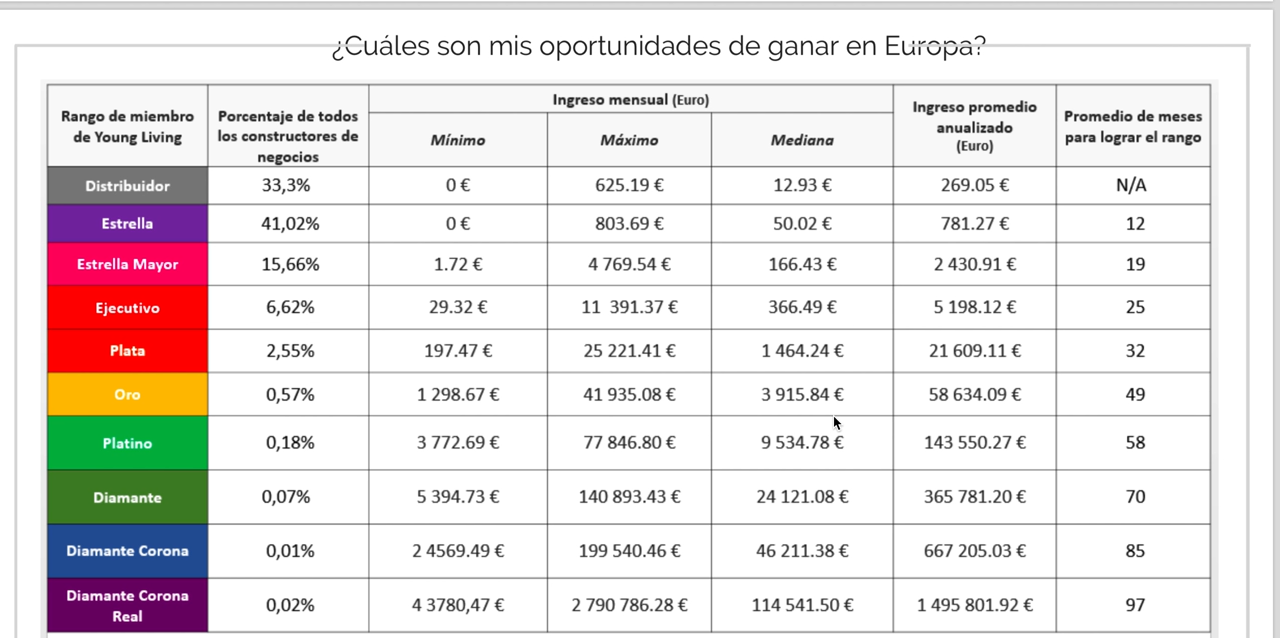 ¿Cuáles son mis oportunidades de ganar en Europa?
Rango de miembro de Young Living Porcentaje de todos los constructores de negocios Ingreso mensual (Euro) Ingreso promedio anualizado (Euro) Promedio de meses para lograr el rango
Mínimo Máximo Mediana
Distribuidor 33,3% 0 € 625.19 € 12.93 € 269.05 € N/A
Estrella 41,02% 0 € 803.69 € 50.02 € 781.27 € 12
Estrella Mayor 15,66% 1.72 € 4 769.54 € 166.43 € 2 430.91 € 19
Ejecutivo 6,62% 29.32 € 11 391.37 € 366.49 € 5 198.12 € 25
Plata 2,55% 197.47 € 25 221.41 € 1 464.24 € 21 609.11 € 32
Oro 0,57% 1 298.67 € 41 935.08 € 3 915.84 € 58 634.09 € 49
Platino 0,18% 3 772.69 € 77 846.80 € 9 534.78 € 143 550.27 € 58
Diamante 0,07% 5 394.73 € 140 893.43 € 24 121.08 € 365 781.20 € 70
Diamante Corona 0,01% 2 4569.49 € 199 540.46 € 46 211.38 € 667 205.03 € 85
Diamante Corona Real 0,02% 4 3780,47 € 2 790 786.28 € 114 541.50 € 1 495 801.92 € 97